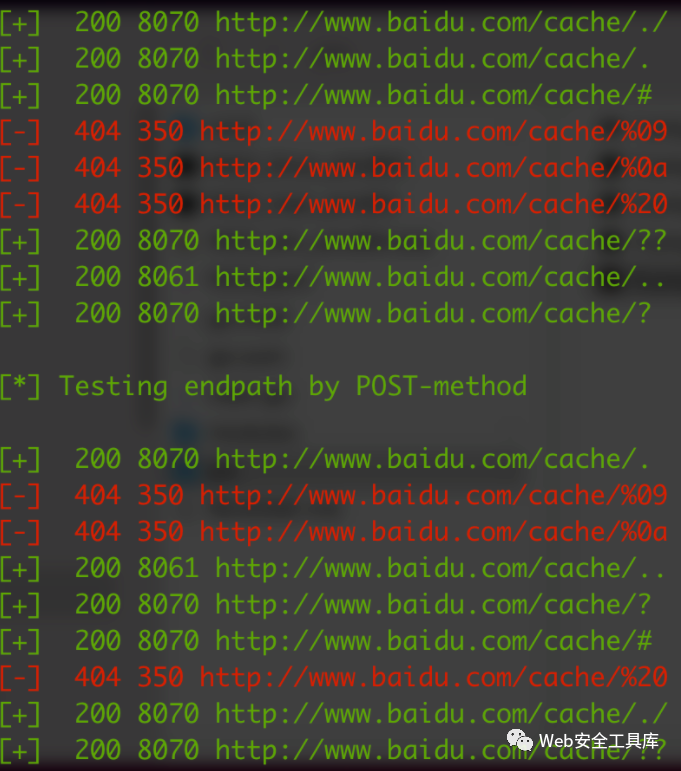 [+] 200 8070 http://www.baidu.com/cache/./
[+] 200 8070 http://www.baidu.com/cache/.
[+] 200 8070 http://www.baidu.com/cache/#
[-] 404 350 http://www.baidu.com/cache/%09
[-] 404 350 http://www.baidu.com/cache/%0a
[-] 404 350 http://www.baidu.com/cache/%20
[+] 200 8070 http://www.baidu.com/cache/??
[+] 200 8061 http://www.baidu.com/cache/..
[+] 200 8070 http://www.baidu.com/cache/?
[*] Testing endpath by POST-method
[+] 200 8070 http://www.baidu.com/cache/.
[-] 404 350 http://www.baidu.com/cache/%09
[-] 404 350 http://www.baidu.com/cache/%0a
[+] 200 8061 http://www.baidu.com/cache/..
[+] 200 8070 http://www.baidu.com/cache/?
[+] 200 8070 http://www.baidu.com/cache/#
[-] 404 350 http://www.baidu.com/cache/%20
[+] 200 8070 http://www.baidu.com/cache/./
[+] 200 8070 http://www.baidu.com/cache/??
Web安全工具库